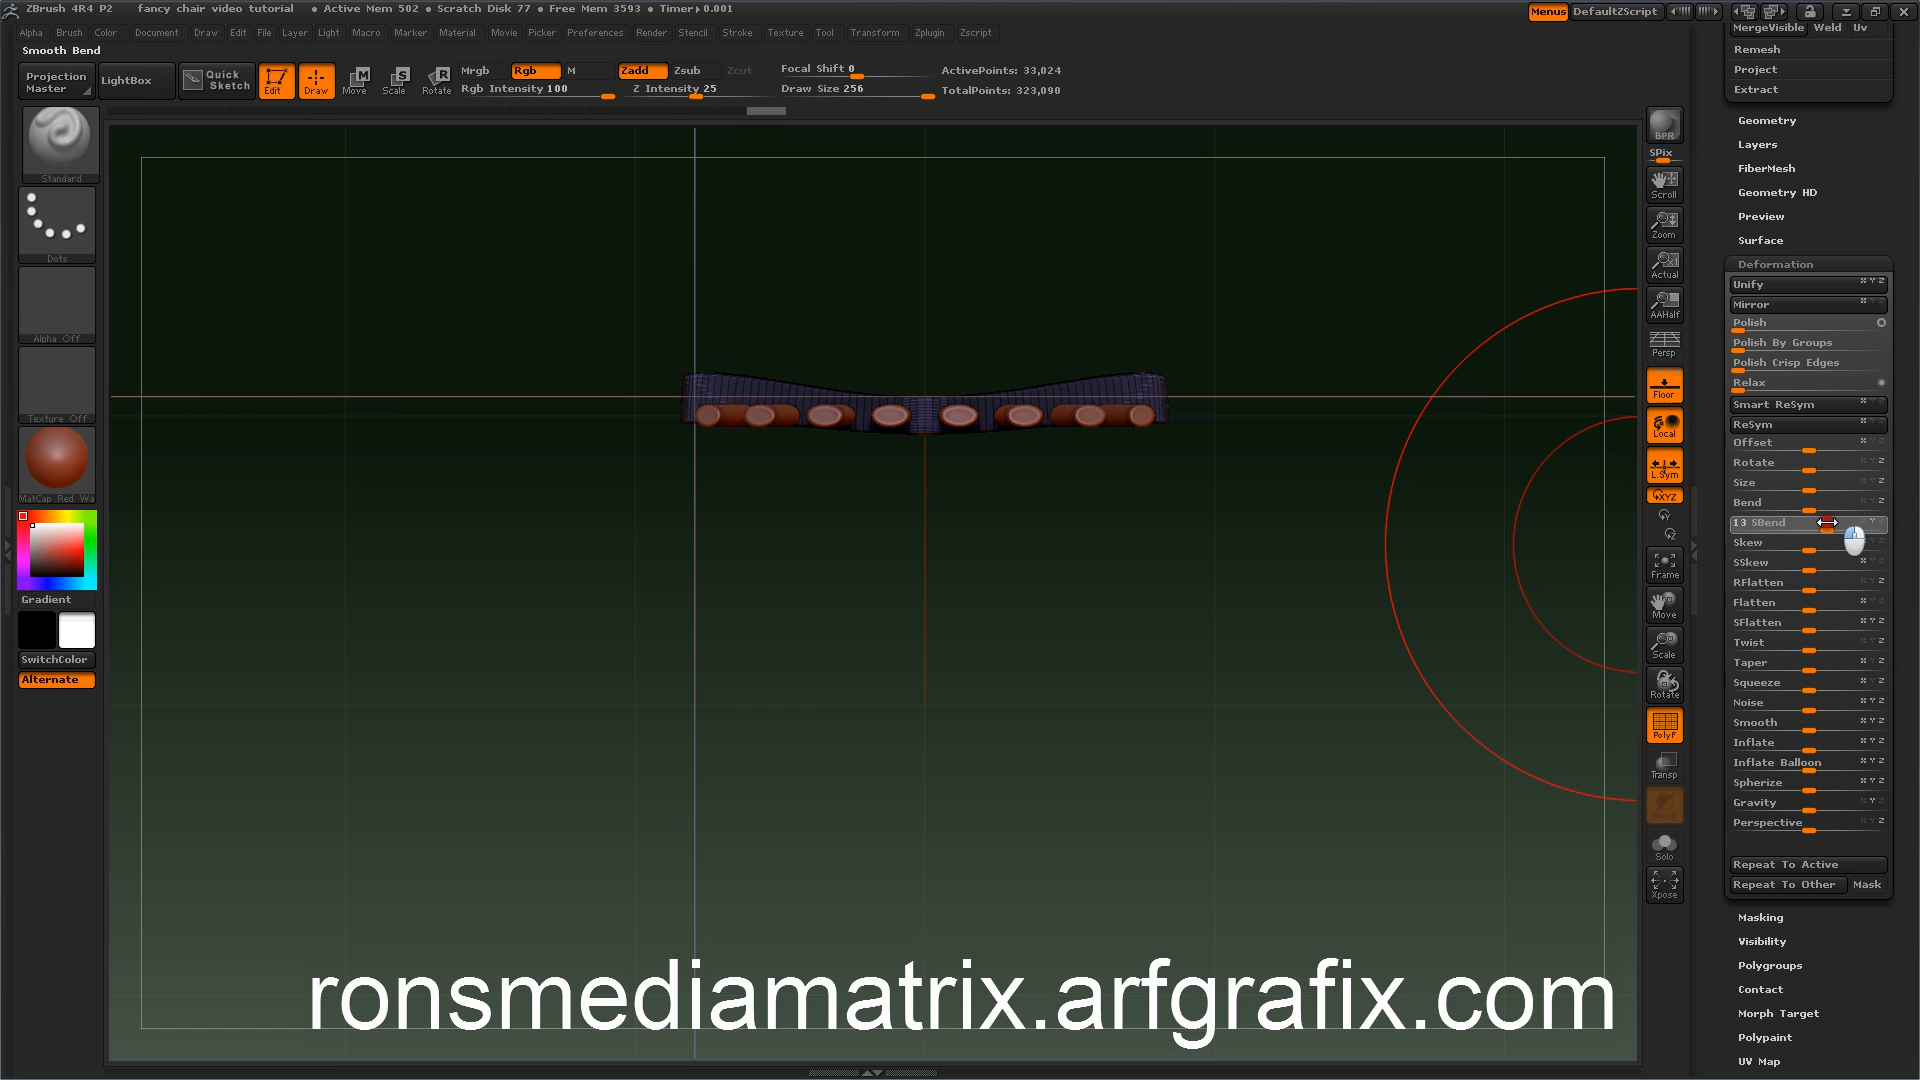 ZBrush 4R4 P2 fancy chair video tutorial • Active Mem 502 • Scratch Disk 77 • Free Mem 3593 • Timer▸0.001 Menus DefaultZScript
Alpha Brush Color Document Draw Edit File Layer Light Macro Marker Material Movie Picker Preferences Render Stencil Stroke Texture Tool Transform Zplugin Zscript
Smooth Bend
Projection Master
LightBox
Quick Sketch
Edit
Draw
Move
Scale
Rotate
Mrgb Rgb M
Rgb Intensity 100
Zadd Zsub Zcut
Z Intensity 25
Focal Shift 0
Draw Size 256
ActivePoints: 33,024
TotalPoints: 323,090
Standard
Dots
Alpha Off
Texture Off
MatCap Red Wa
Gradient
SwitchColor
Alternate
BPR
SPix
Scroll
Zoom
Actual
AAHalf
Persp
Floor
Local
L.Sym
XYZ
Y
Z
Frame
Move
Scale
Rotate
PolyF
Transp
Ghost
Solo
Xpose
MergeVisible Weld Uv
Remesh
Project
Extract
Geometry
Layers
FiberMesh
Geometry HD
Preview
Surface
Deformation
Unify X Y Z
Mirror
Polish
Polish By Groups
Polish Crisp Edges
Relax
Smart ReSym
ReSym
Offset
Rotate
Size
Bend
13 SBend
Skew
SSkew
RFlatten
Flatten
SFlatten
Twist
Taper
Squeeze
Noise
Smooth
Inflate
Inflate Balloon
Spherize
Gravity
Perspective
Repeat To Active
Repeat To Other Mask
Masking
Visibility
Polygroups
Contact
Morph Target
Polypaint
UV Map
ronsmediamatrix.arfgrafix.com